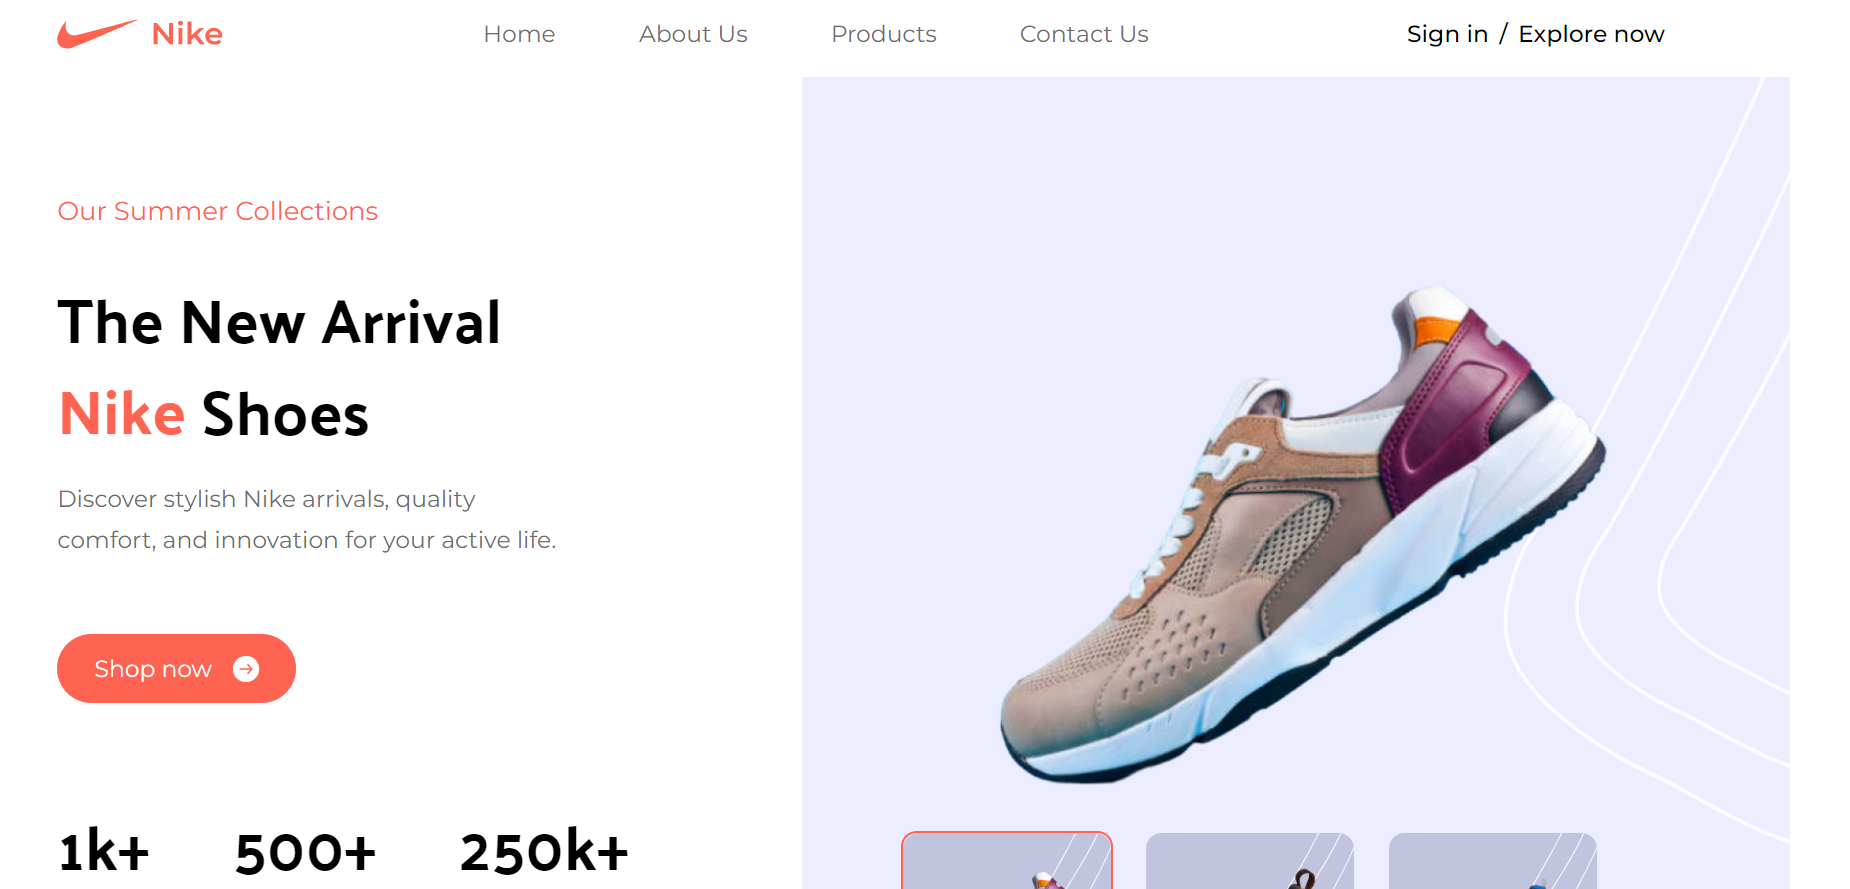 Nike
Home
About Us
Products
Contact Us
Sign in / Explore now
Our Summer Collections
The New Arrival
Nike Shoes
Discover stylish Nike arrivals, quality
comfort, and innovation for your active life.
Shop now
1k+
500+
250k+